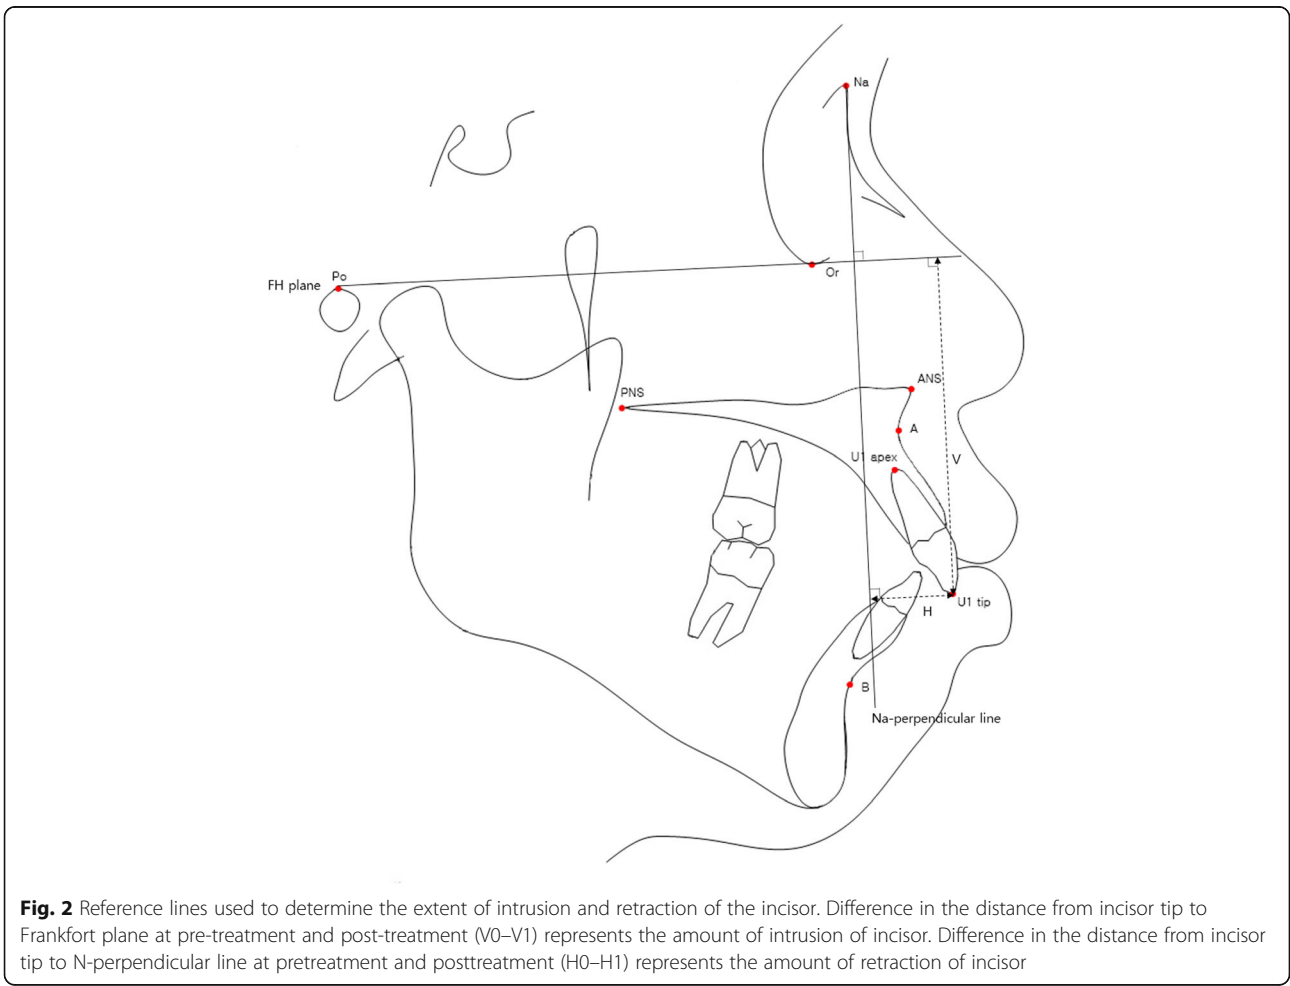 Na
Po
FH plane
Or
PNS
ANS
A
U1 apex
V
U1 tip
H
B
Na-perpendicular line
Fig. 2 Reference lines used to determine the extent of intrusion and retraction of the incisor. Difference in the distance from incisor tip to
Frankfort plane at pre-treatment and post-treatment (V0–V1) represents the amount of intrusion of incisor. Difference in the distance from incisor
tip to N-perpendicular line at pretreatment and posttreatment (H0–H1) represents the amount of retraction of incisor